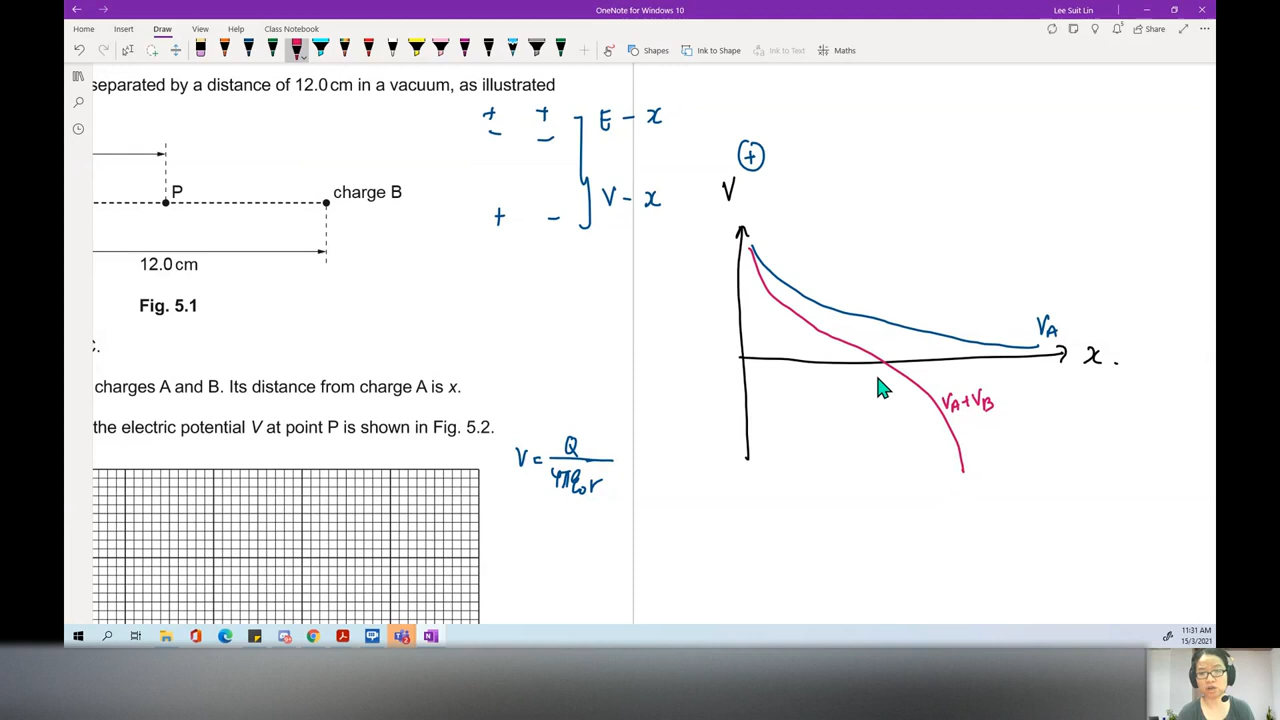 OneNote for Windows 10
Lee Suit Lin
Home Insert Draw View Help Class Notebook
Share
Shapes Ink to Shape Ink to Text Maths
separated by a distance of 12.0 cm in a vacuum, as illustrated
+ + E - x
- -
+ - V - x
P
charge B
12.0 cm
Fig. 5.1
C.
charges A and B. Its distance from charge A is x.
the electric potential V at point P is shown in Fig. 5.2.
V = Q
4πε₀r
+
V
VA
x.
VA+VB
11:31 AM
15/3/2021